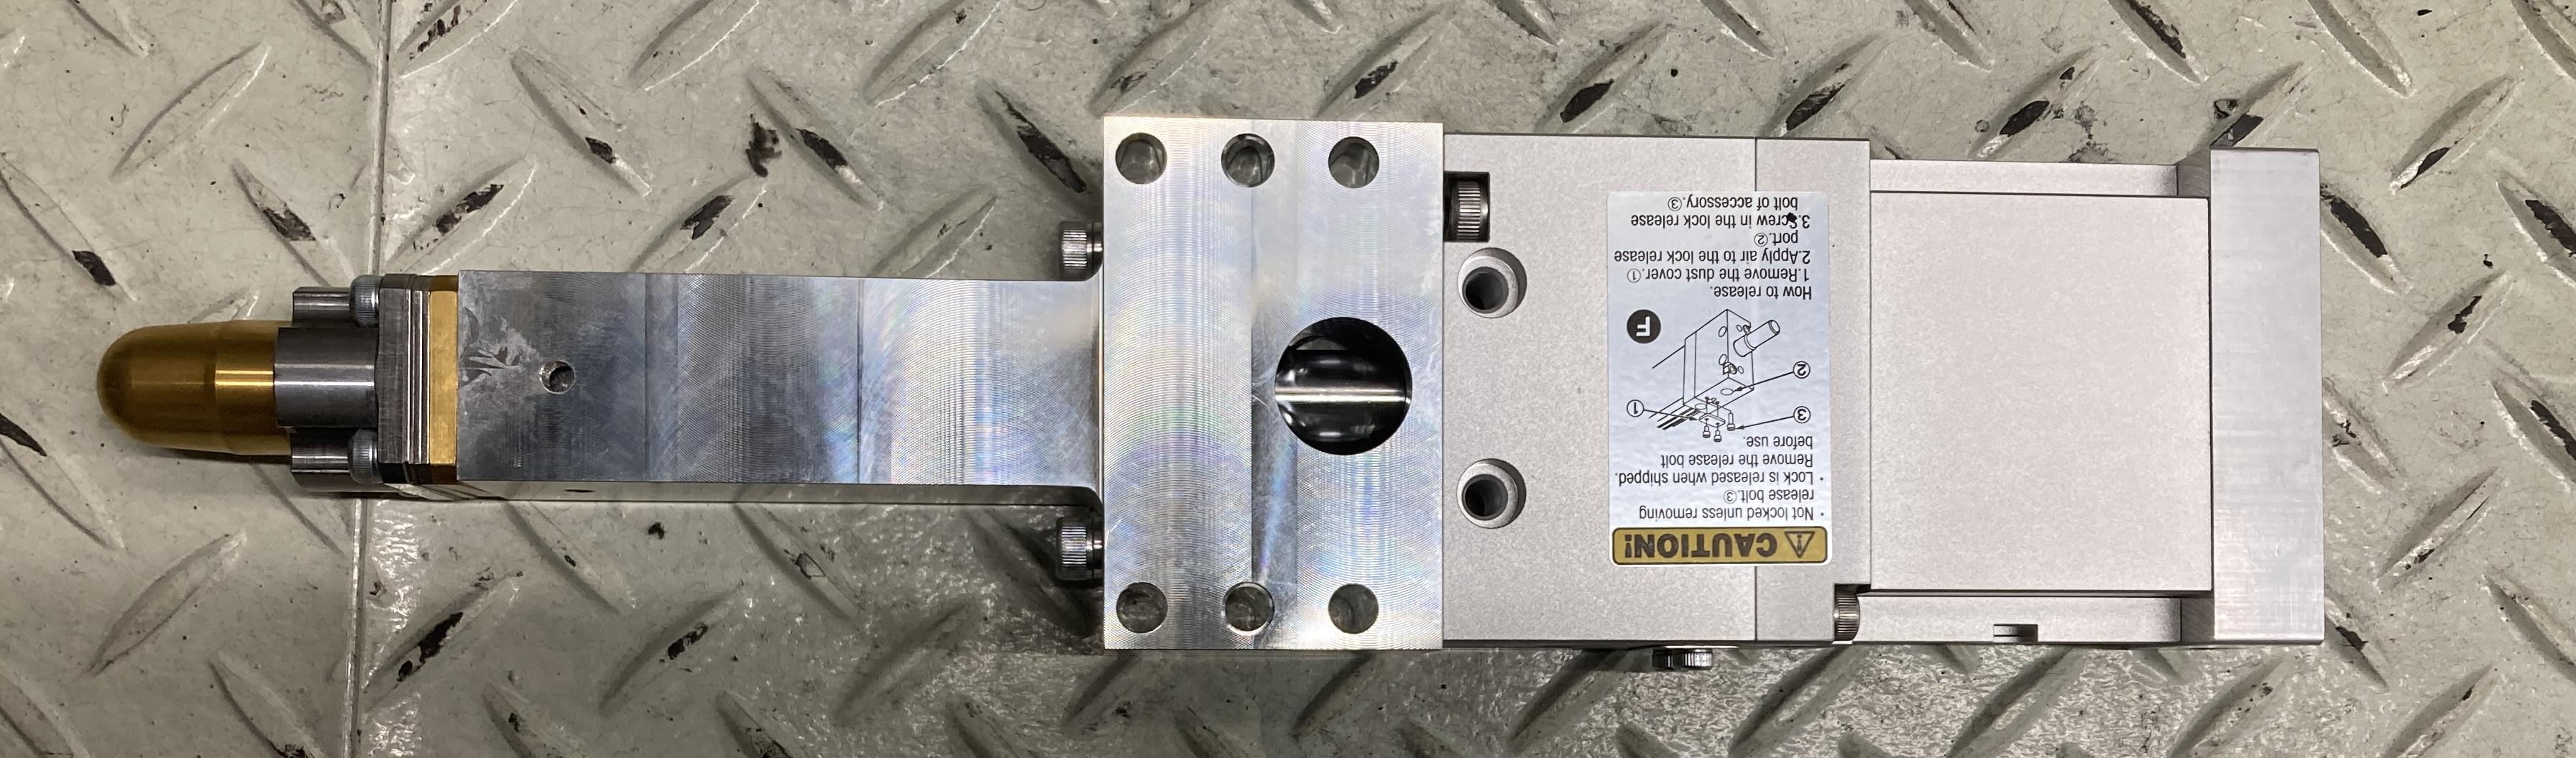 CAUTION!
・Not locked unless removing
release bolt.③
・Lock is released when shipped.
Remove the release bolt
before use.
③
①
②
F
How to release.
1.Remove the dust cover.①
2.Apply air to the lock release
port.②
3.Screw in the lock release
bolt of accessory.③